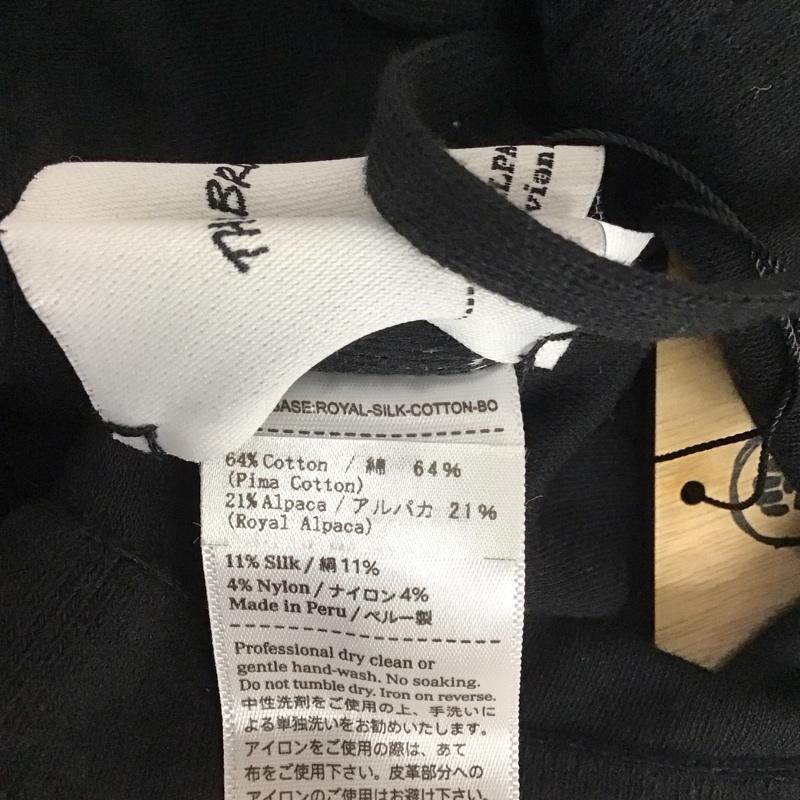 THE BR
LPA
vian
BASE:ROYAL-SILK-COTTON-BO
64% Cotton / 綿 64%
(Pima Cotton)
21% Alpaca / アルパカ 21%
(Royal Alpaca)
11% Silk / 絹 11%
4% Nylon / ナイロン 4%
Made in Peru / ペルー製
Professional dry clean or
gentle hand-wash. No soaking.
Do not tumble dry. Iron on reverse.
中性洗剤をご使用の上、手洗いに
よる単独洗いをお勧めいたします。
アイロンをご使用の際は、あて
布をご使用下さい。皮革部分への
アイロンのご使用はお避け下さい。